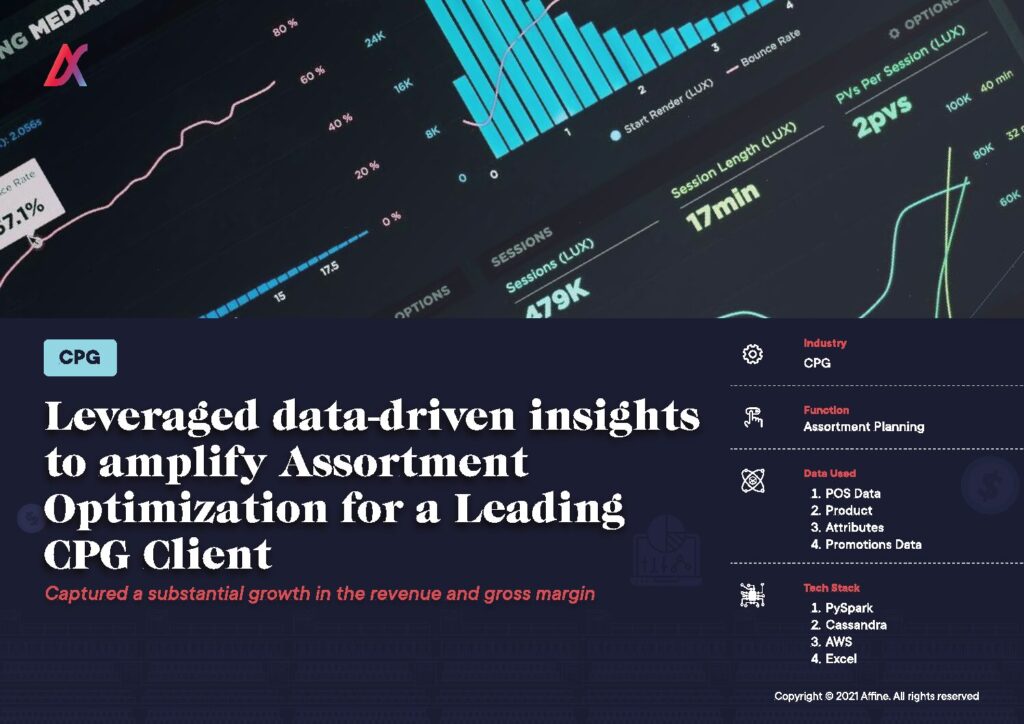 NG MEDIA
80 %
60 %
40 %
20 %
0 %
24K
16K
8K
0
0
1
2
3
4
Start Render (LUX)
Bounce Rate
OPTIONS
2.056s
ce Rate
57.1%
15
17.5
OPTIONS
SESSIONS
Sessions (LUX)
479K
Session Length (LUX)
17min
PVs Per Session (LUX)
2pvs
100K
80K
60K
40 min
CPG
Leveraged data-driven insights
to amplify Assortment
Optimization for a Leading
CPG Client
Captured a substantial growth in the revenue and gross margin
Industry
CPG
Function
Assortment Planning
Data Used
1. POS Data
2. Product
3. Attributes
4. Promotions Data
Tech Stack
1. PySpark
2. Cassandra
3. AWS
4. Excel
Copyright © 2021 Affine. All rights reserved